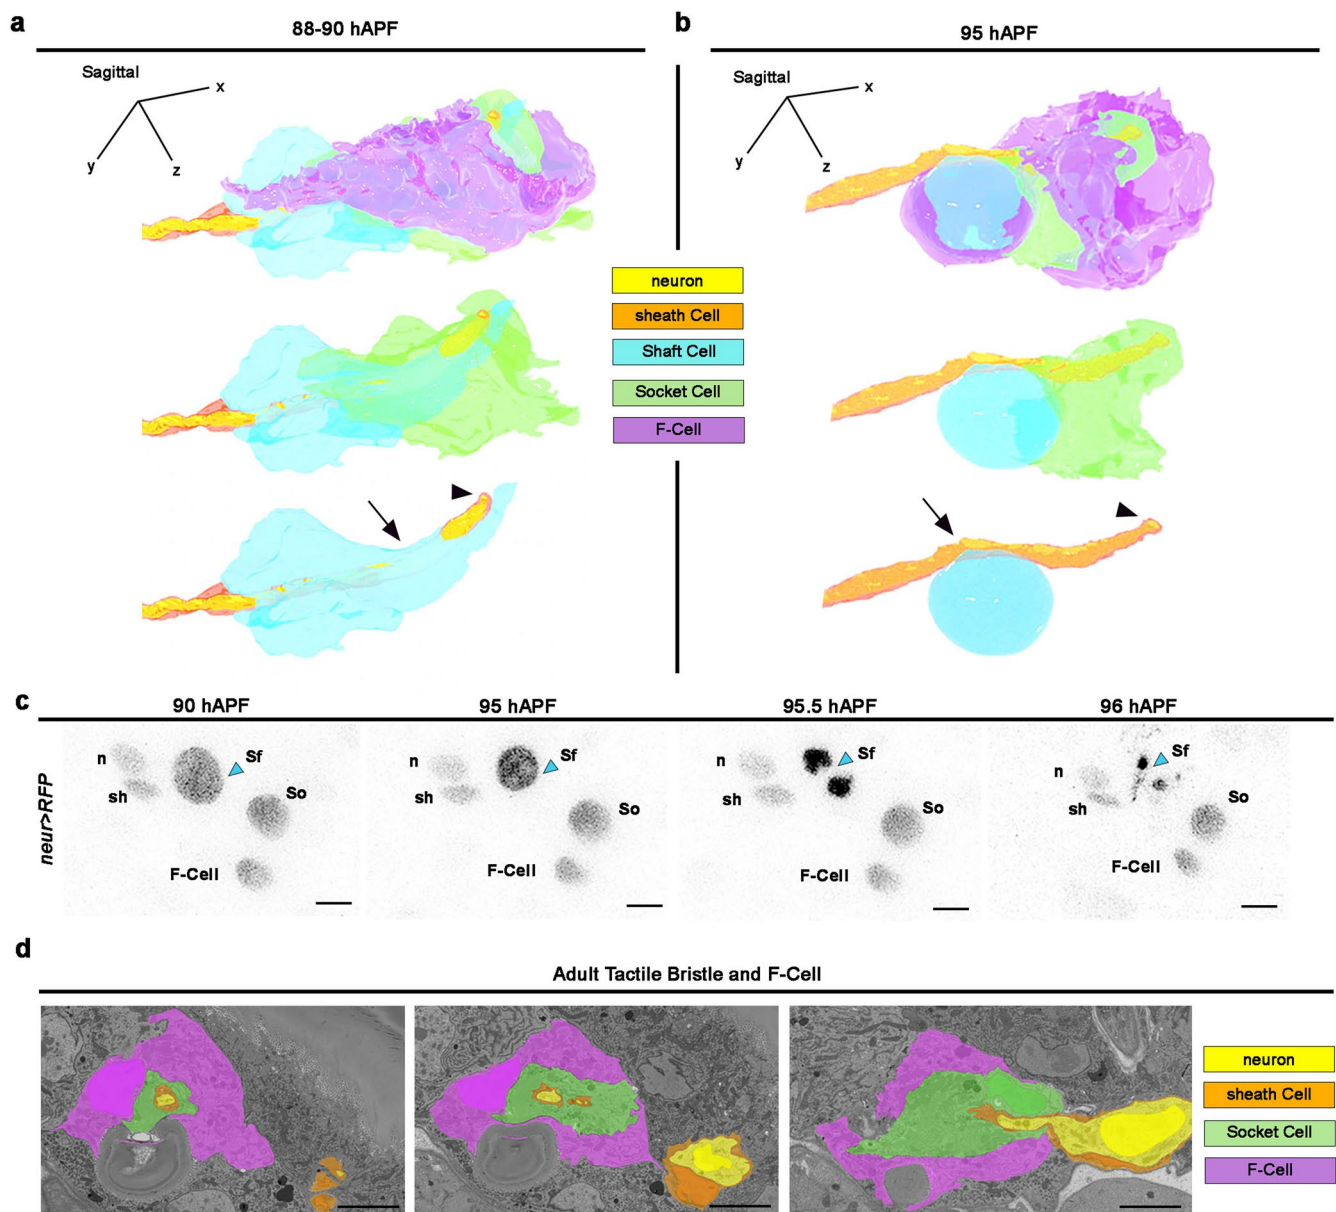 a
88-90 hAPF
b
95 hAPF
Sagittal
x
y
z
Sagittal
x
y
z
neuron
sheath Cell
Shaft Cell
Socket Cell
F-Cell
c
90 hAPF
95 hAPF
95.5 hAPF
96 hAPF
neur>RFP
n
sh
Sf
So
F-Cell
n
sh
Sf
So
F-Cell
n
sh
Sf
So
F-Cell
n
sh
Sf
So
F-Cell
d
Adult Tactile Bristle and F-Cell
neuron
sheath Cell
Socket Cell
F-Cell